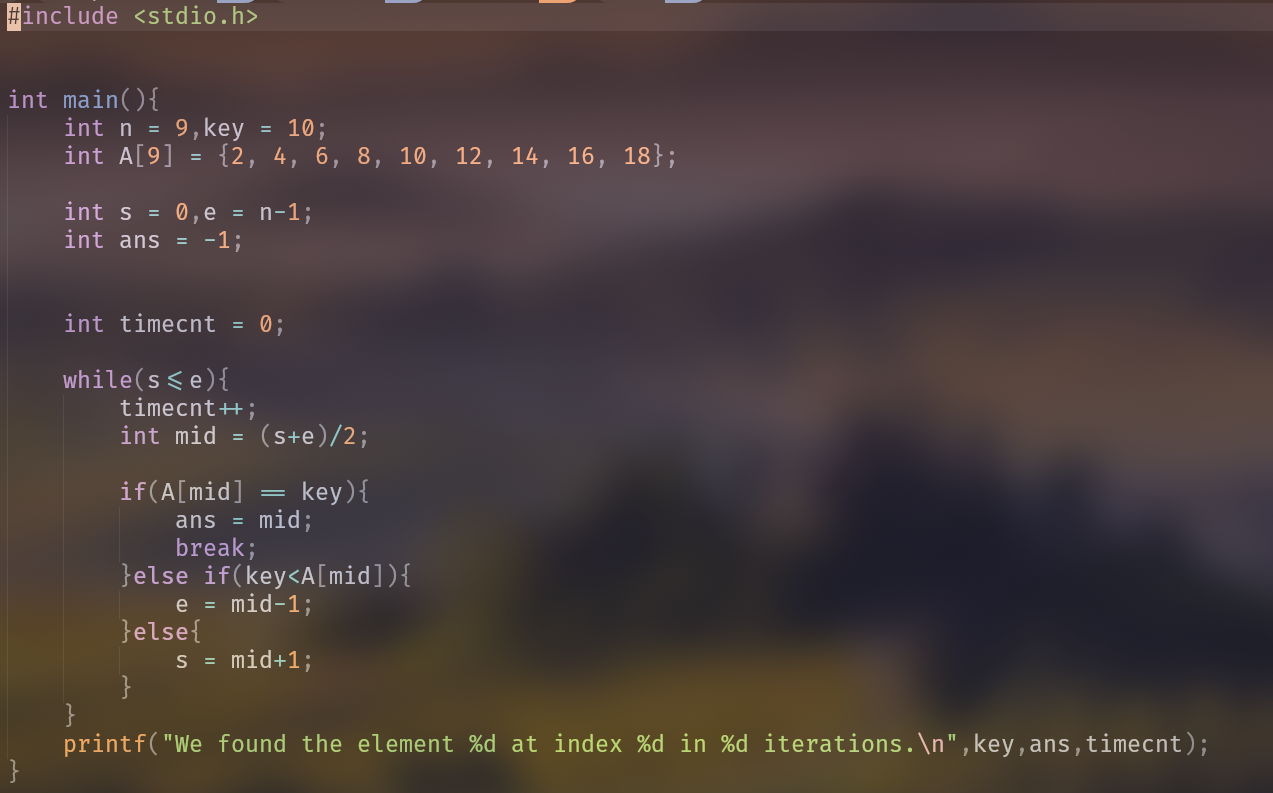 #include <stdio.h>
int main(){
    int n = 9,key = 10;
    int A[9] = {2, 4, 6, 8, 10, 12, 14, 16, 18};
    int s = 0,e = n-1;
    int ans = -1;
    int timecnt = 0;
    while(s<=e){
        timecnt++;
        int mid = (s+e)/2;
        if(A[mid] == key){
            ans = mid;
            break;
        }else if(key<A[mid]){
            e = mid-1;
        }else{
            s = mid+1;
        }
    }
    printf("We found the element %d at index %d in %d iterations.\n",key,ans,timecnt);
}